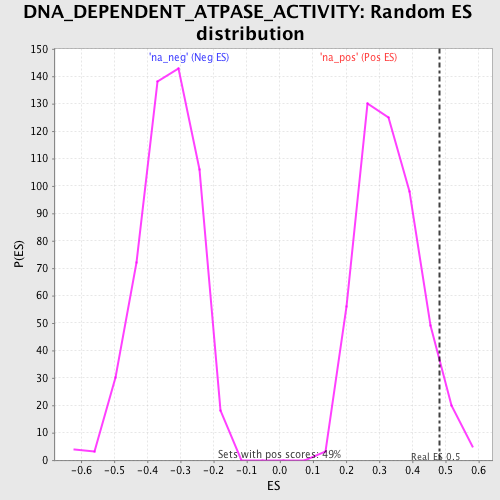 DNA_DEPENDENT_ATPASE_ACTIVITY: Random ES
distribution
'na_neg' (Neg ES)
'na_pos' (Pos ES)
150
140
130
120
110
100
90
80
70
60
50
40
30
20
10
0
P(ES)
Sets with pos scores: 49%
Real ES 0.5
-0.6 -0.5 -0.4 -0.3 -0.2 -0.1 0.0 0.1 0.2 0.3 0.4 0.5 0.6
ES